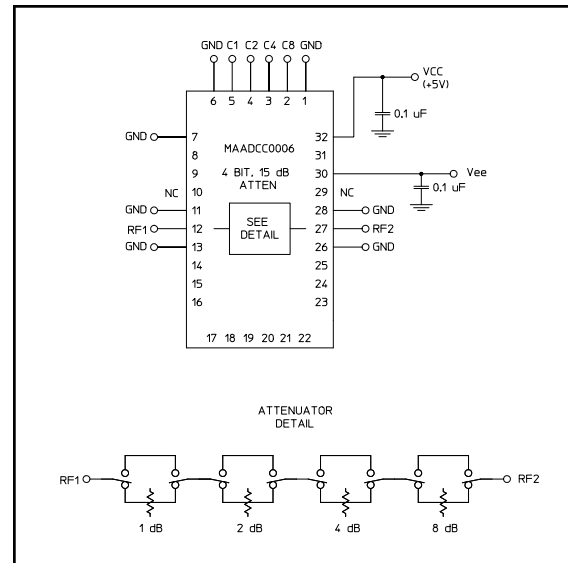 GND C1 C2 C4 C8 GND
6 5 4 3 2 1
VCC
(+5V)
0.1 uF
GND 7
32
MAADCC0006
8
31
4 BIT, 15 dB
ATTEN
9
30
Vee
0.1 uF
NC
10
29
NC
GND 11
28 GND
RF1 12
SEE
DETAIL
27 RF2
GND 13
26 GND
14
25
15
24
16
23
17 18 19 20 21 22
ATTENUATOR
DETAIL
RF1
RF2
1 dB
2 dB
4 dB
8 dB